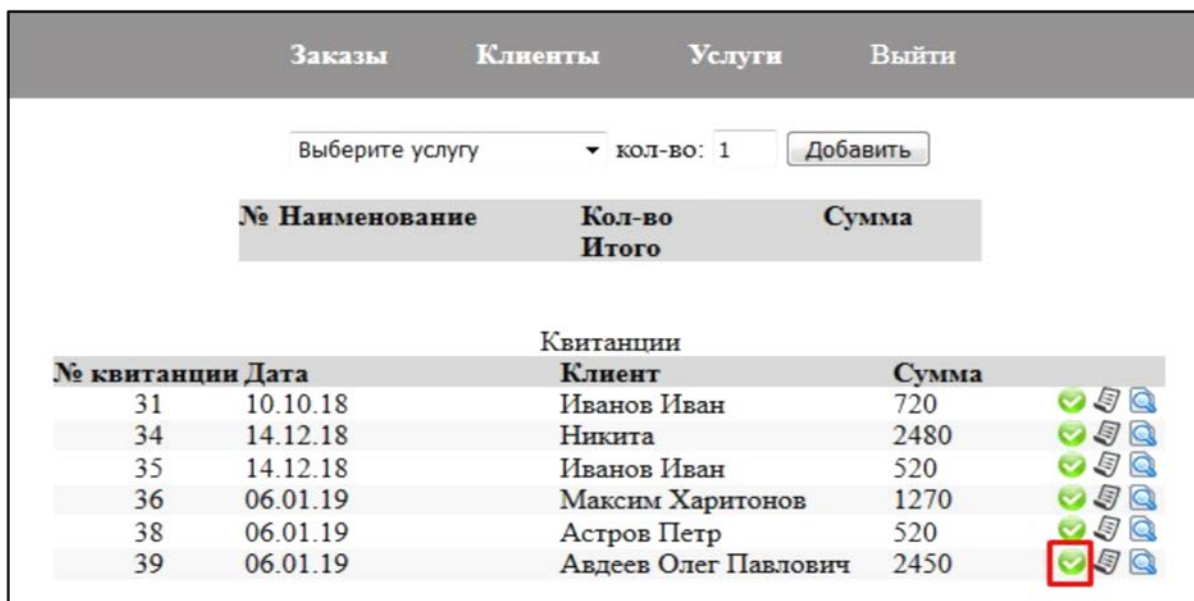 Заказы Клиенты Услуги Выйти
Выберите услугу кол-во: 1 Добавить
№ Наименование Кол-во Сумма
Итого
Квитанции
№ квитанции Дата Клиент Сумма
31 10.10.18 Иванов Иван 720
34 14.12.18 Никита 2480
35 14.12.18 Иванов Иван 520
36 06.01.19 Максим Харитонов 1270
38 06.01.19 Астров Петр 520
39 06.01.19 Авдеев Олег Павлович 2450